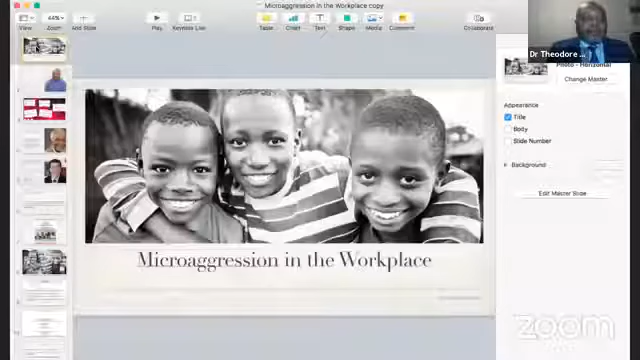 Microaggression in the Workplace copy
View
Zoom
Add Slide
Play
Keynote Live
Table
Chart
Text
Shape
Media
Comment
Collaborate
44%
Dr Theodore ...
Photo - Horizontal
Change Master
Appearance
Title
Body
Slide Number
Background
Edit Master Slide
Microaggression in the Workplace
zoom